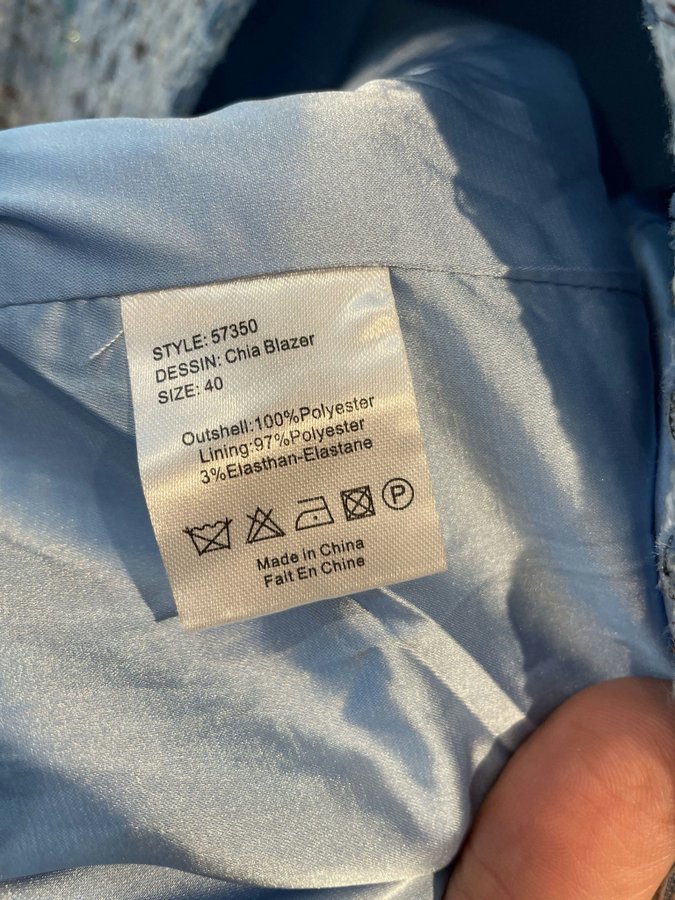 STYLE: 57350
DESSIN: Chia Blazer
SIZE: 40
Outshell:100%Polyester
Lining:97%Polyester
3%Elasthan-Elastane
P
Made in China
Fait En Chine